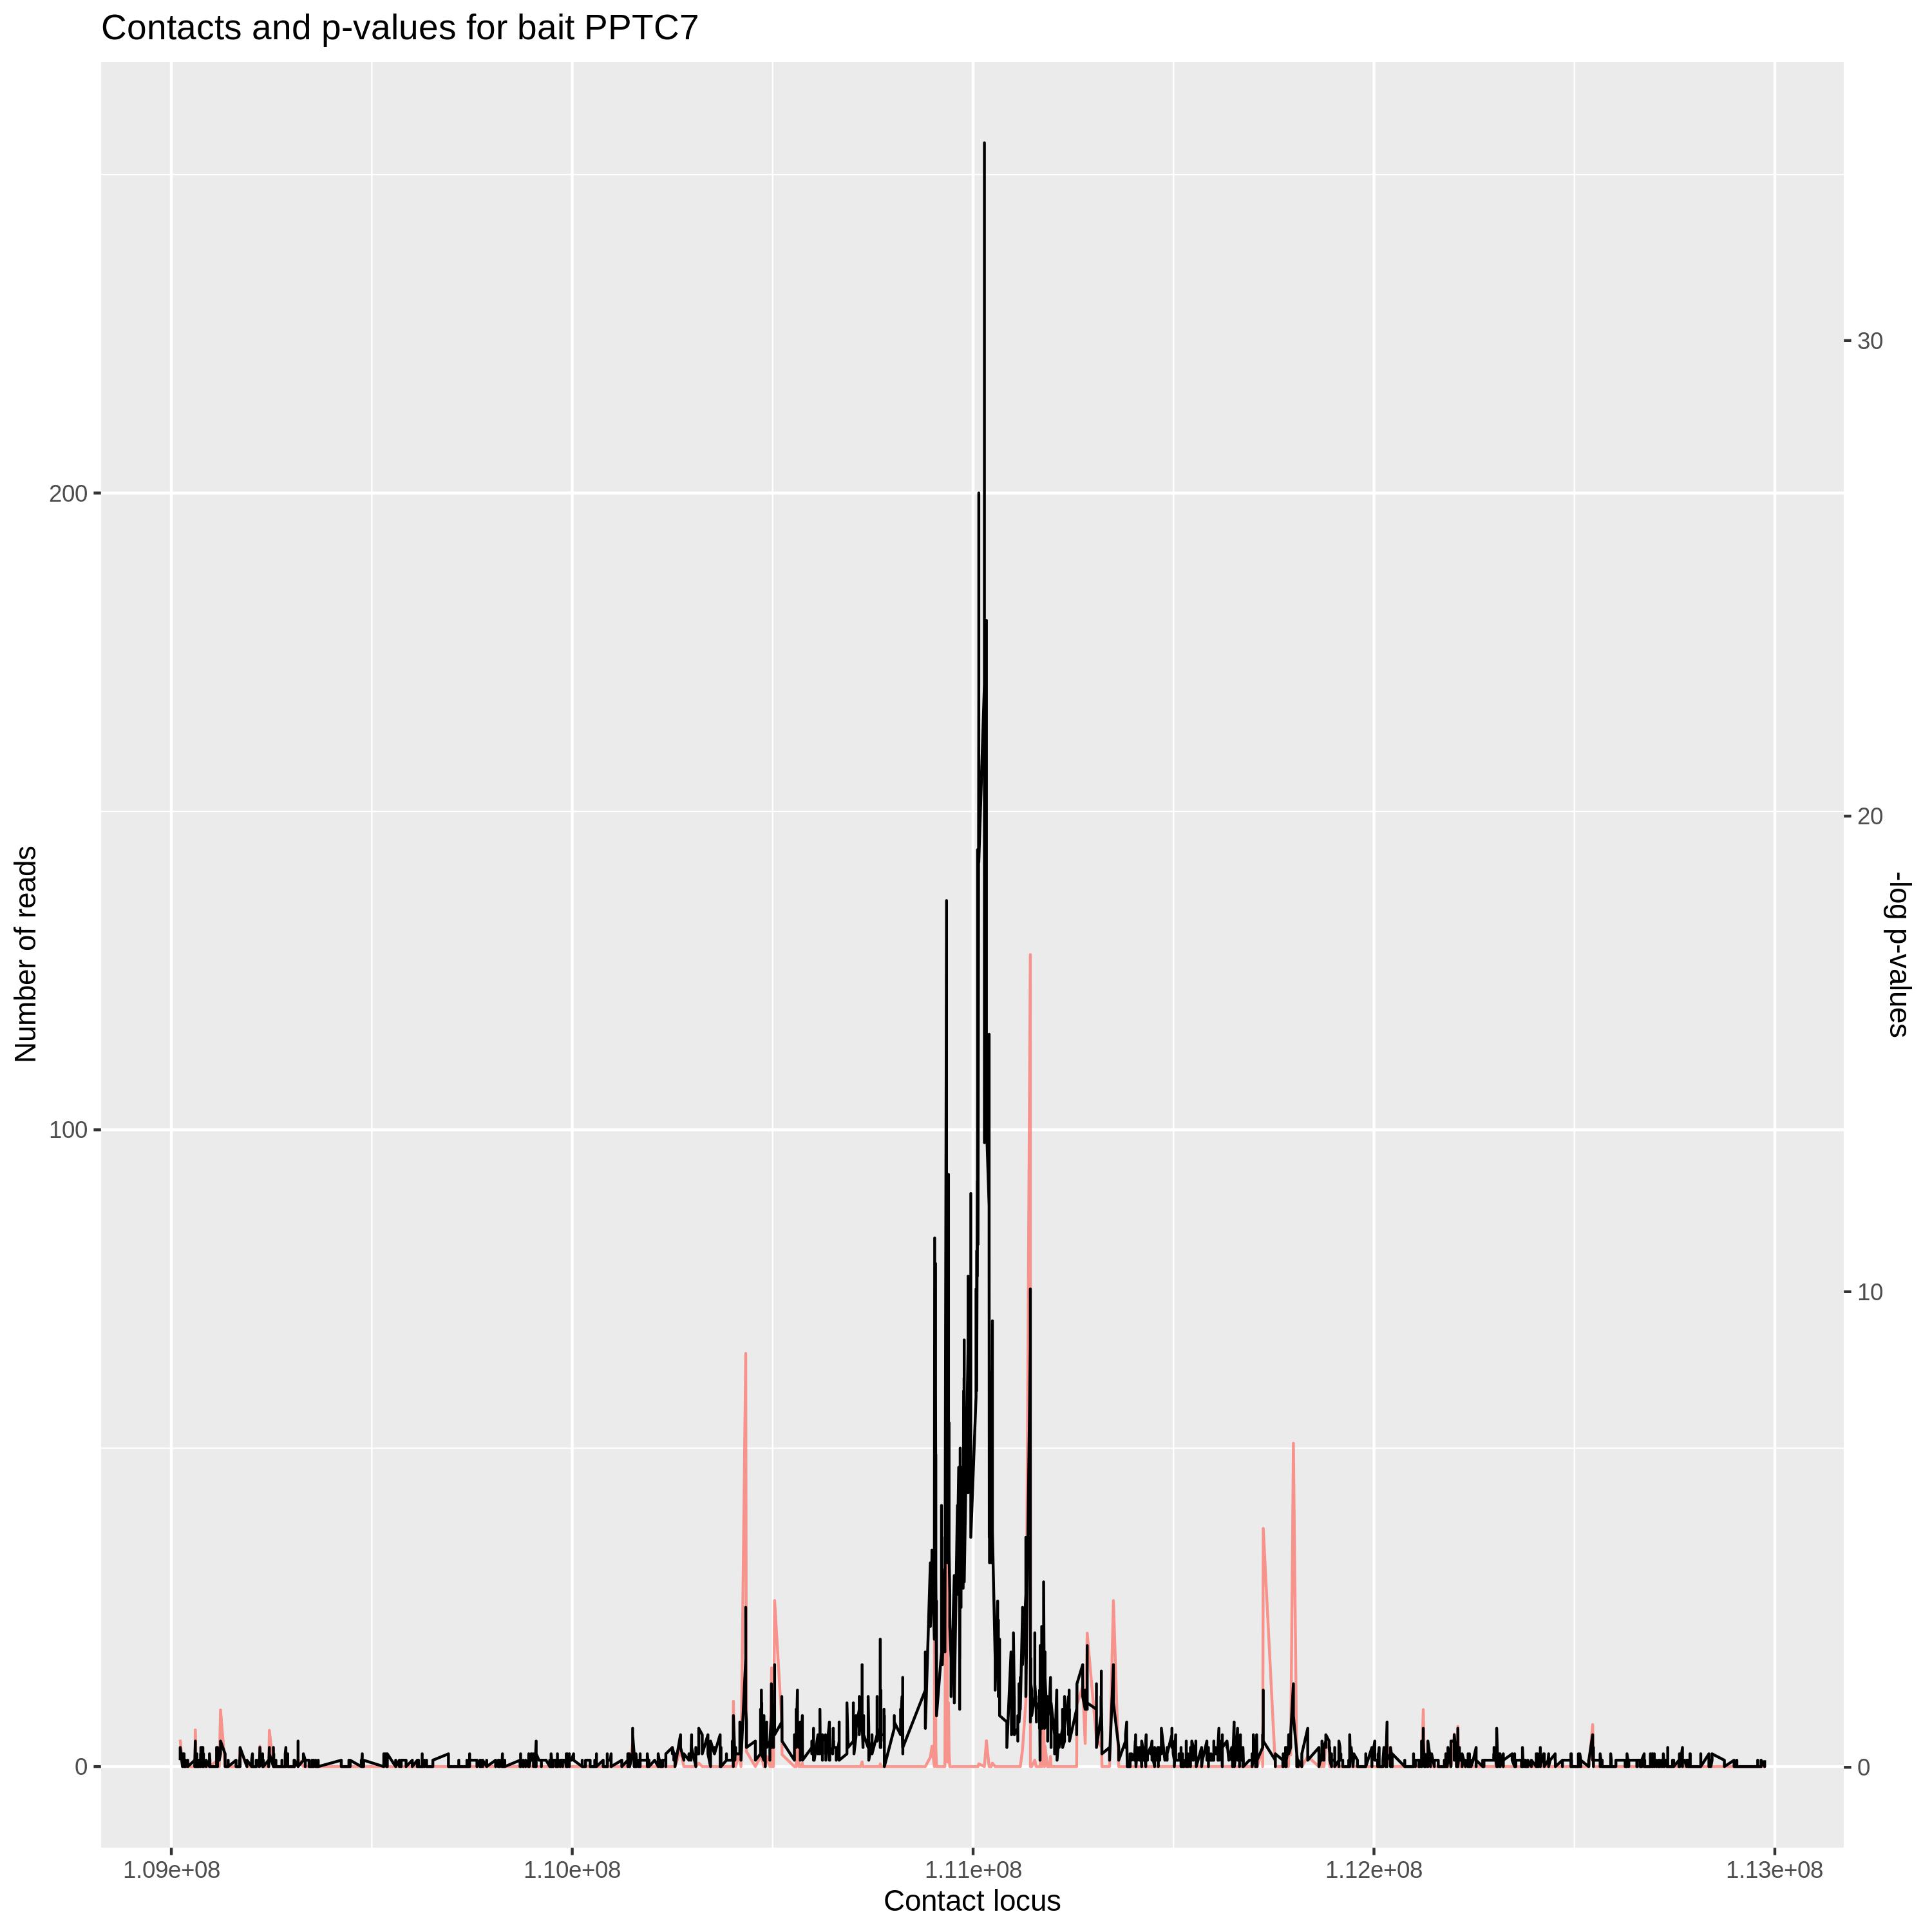 Contacts and p-values for bait PPTC7
Number of reads
200
100
0
30
20
10
0
-log p-values
1.09e+08
1.10e+08
1.11e+08
1.12e+08
1.13e+08
Contact locus